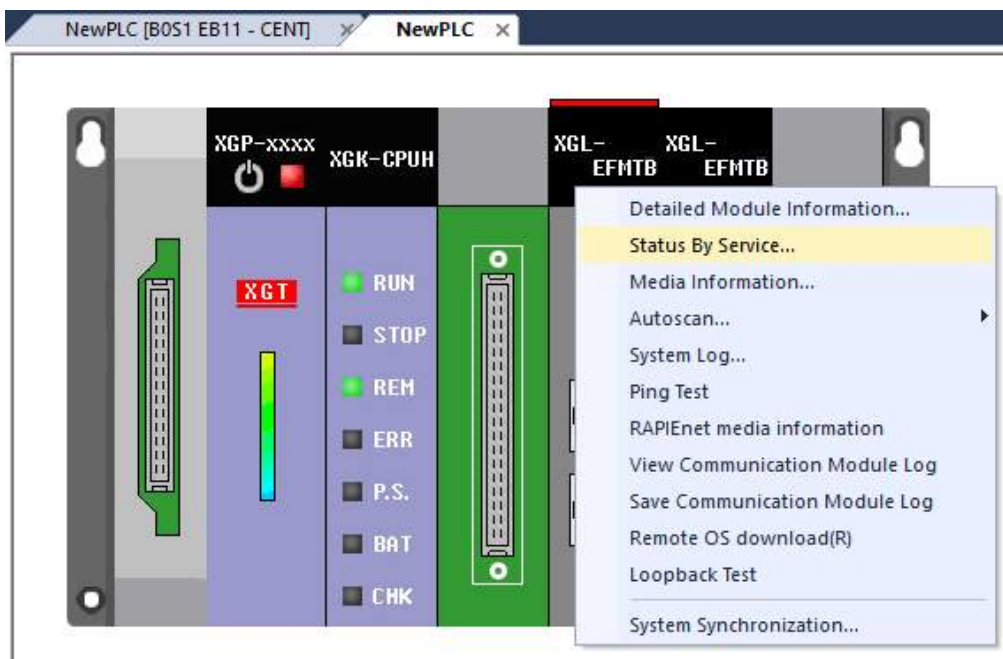 NewPLC [B0S1 EB11 - CENT]
NewPLC
XGP-xxxx
XGK-CPUH
XGL-
EFMTB
XGL-
EFMTB
XGT
RUN
STOP
REM
ERR
P.S.
BAT
CHK
Detailed Module Information...
Status By Service...
Media Information...
Autoscan...
System Log...
Ping Test
RAPIEnet media information
View Communication Module Log
Save Communication Module Log
Remote OS download(R)
Loopback Test
System Synchronization...